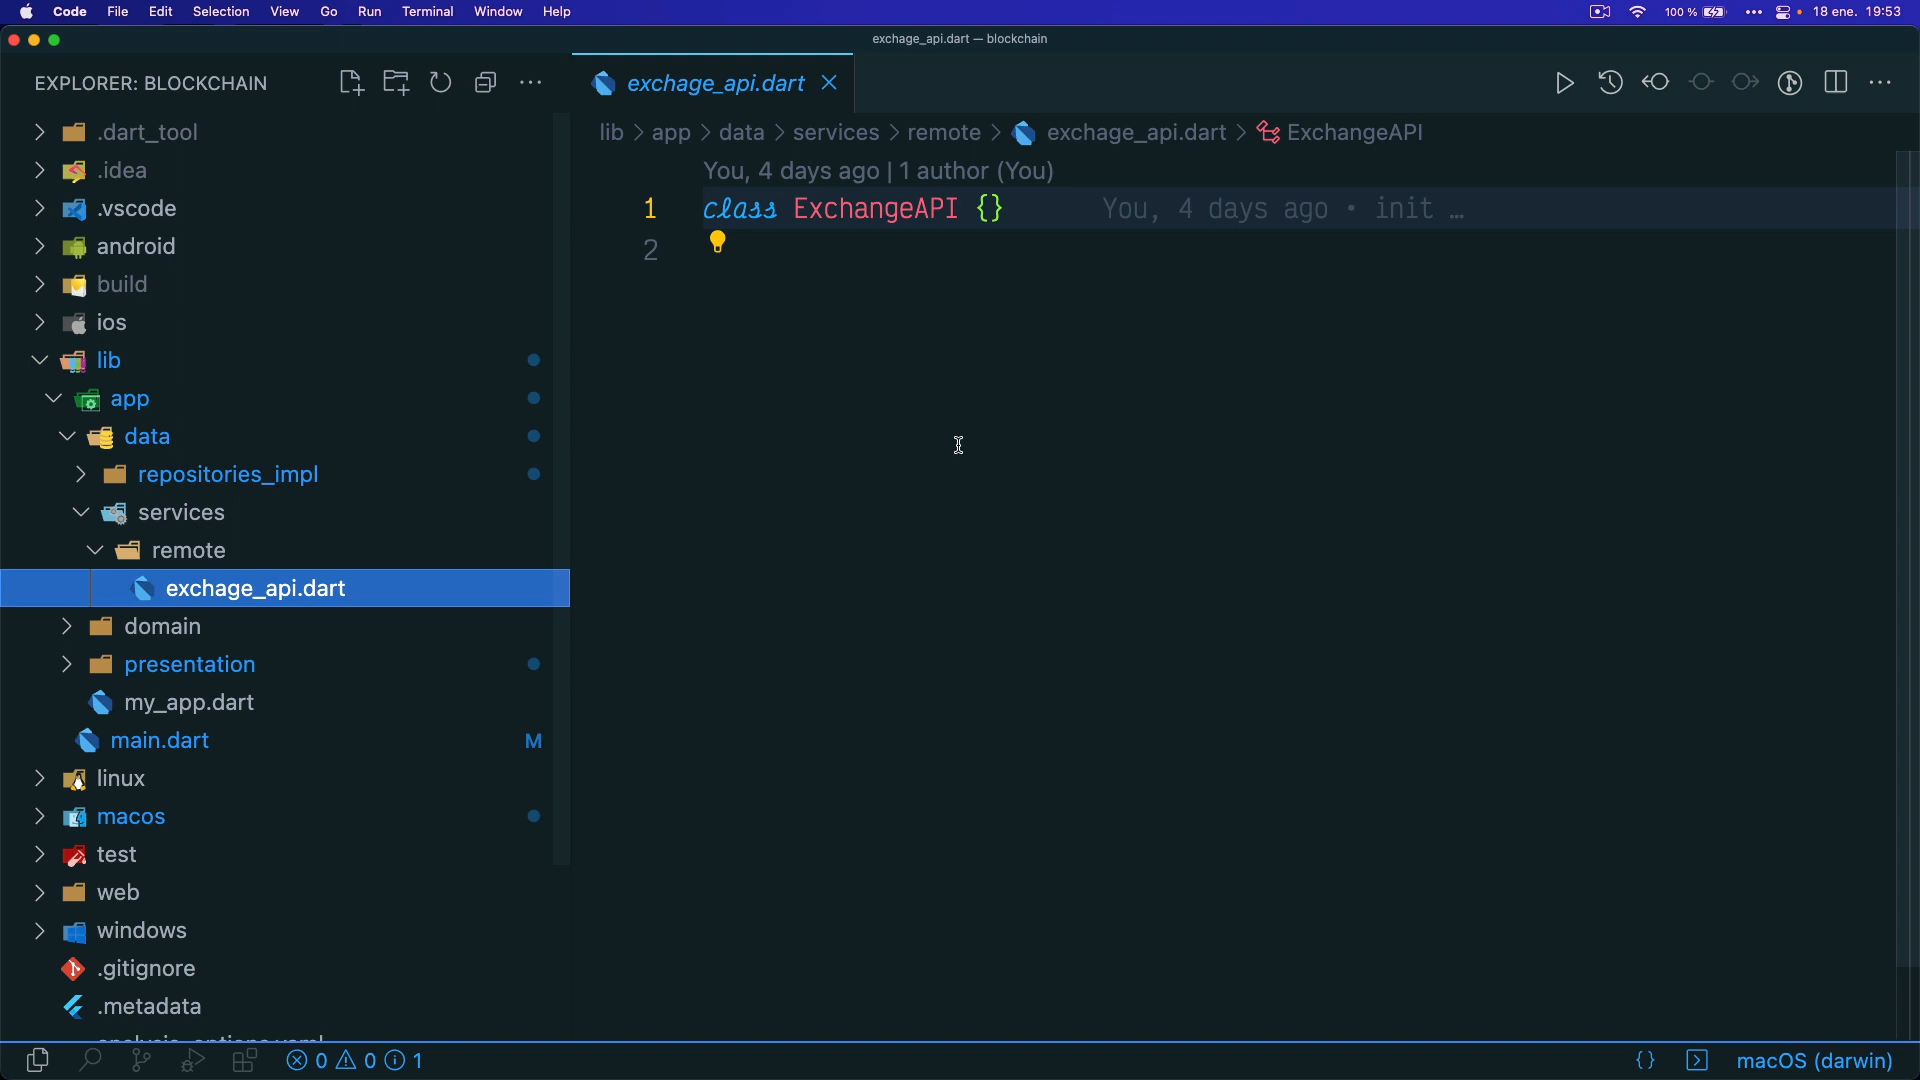 Code File Edit Selection View Go Run Terminal Window Help 100 % 18 ene. 19:53
exchage_api.dart — blockchain
EXPLORER: BLOCKCHAIN
exchage_api.dart
.dart_tool
.idea
.vscode
android
build
ios
lib
app
data
repositories_impl
services
remote
exchage_api.dart
domain
presentation
my_app.dart
main.dart M
linux
macos
test
web
windows
.gitignore
.metadata
lib > app > data > services > remote > exchage_api.dart > ExchangeAPI
You, 4 days ago | 1 author (You)
1 class ExchangeAPI {} You, 4 days ago • init …
2
0 0 1 {} macOS (darwin)